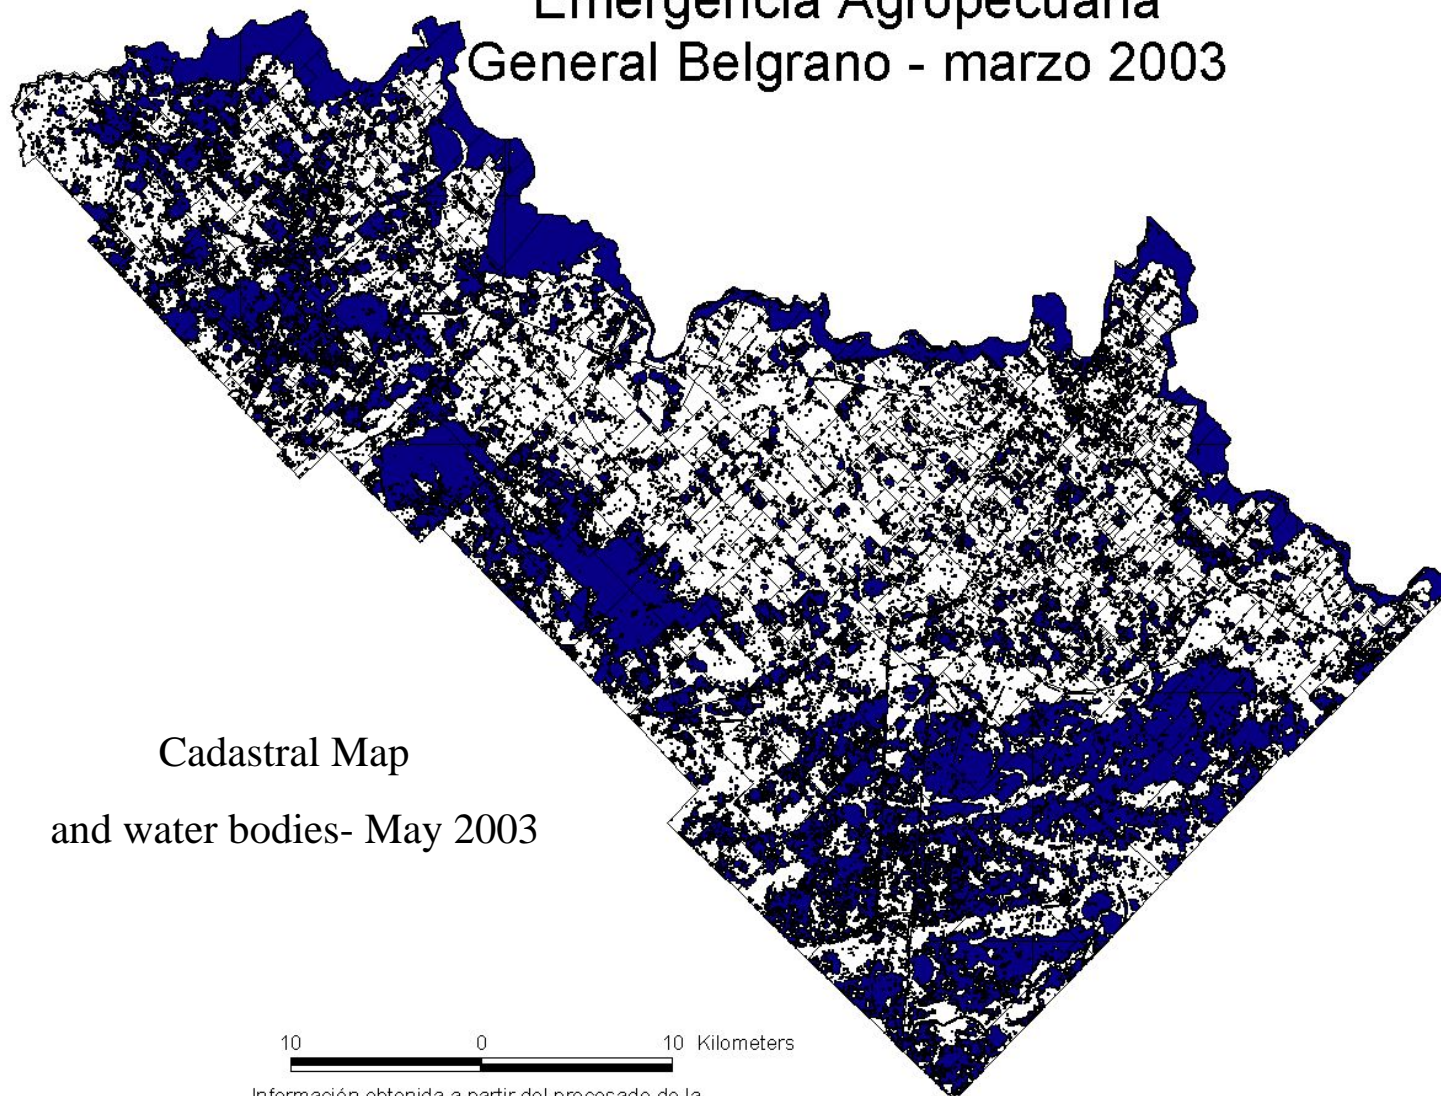 Emergencia Agropecuaria
General Belgrano - marzo 2003
Cadastral Map
and water bodies- May 2003
10 0 10 Kilometers
Información obtenida a partir del procesado de la